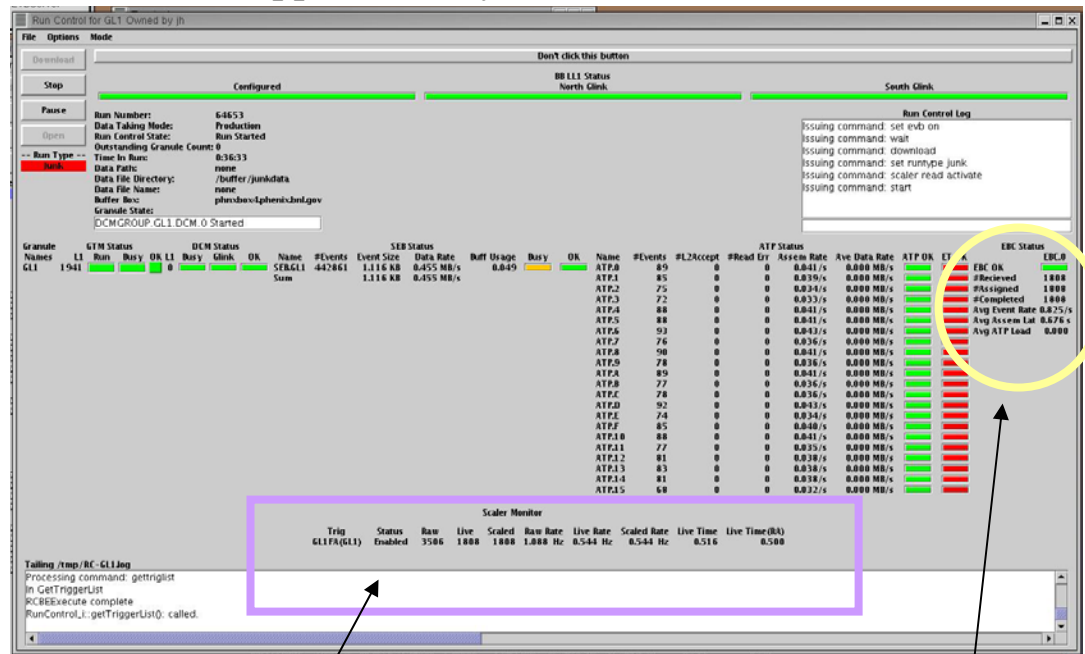 Run Control for GL1 Owned by jh
File Options Mode
Download
Don't click this button
Stop
BB LL1 Status
Configured North Glink South Glink
Pause
Open
-- Run Type --
Junk
Run Number: 64653
Data Taking Mode: Production
Run Control State: Run Started
Outstanding Granule Count: 0
Time In Run: 0:36:33
Data Path: none
Data File Directory: /buffer/junkdata
Data File Name: none
Buffer Box: phnxbox4.phenix.bnl.gov
Granule State:
DCMGROUP.GL1.DCM.0 Started
Run Control Log
Issuing command: set evb on
Issuing command: wait
Issuing command: download
Issuing command: set runtype junk
Issuing command: scaler read activate
Issuing command: start
Granule GTM Status DCM Status SEB Status ATP Status EBC Status
Names L1 Run Busy OK L1 Busy Glink OK Name #Events Event Size Data Rate Buff Usage Busy OK Name #Events #L2Accept #Read Err Assem Rate Ave Data Rate ATP OK OK EBC.0
GL1 1941 0 SEB.GL1 442861 1.116 KB 0.455 MB/s 0.049
Sum 1.116 KB 0.455 MB/s
ATP.0 89 0 0 0.041/s 0.000 MB/s
ATP.1 85 0 0 0.039/s 0.000 MB/s
ATP.2 75 0 0 0.034/s 0.000 MB/s
ATP.3 72 0 0 0.033/s 0.000 MB/s
ATP.4 88 0 0 0.041/s 0.000 MB/s
ATP.5 88 0 0 0.041/s 0.000 MB/s
ATP.6 93 0 0 0.043/s 0.000 MB/s
ATP.7 76 0 0 0.036/s 0.000 MB/s
ATP.8 90 0 0 0.041/s 0.000 MB/s
ATP.9 78 0 0 0.036/s 0.000 MB/s
ATP.A 89 0 0 0.041/s 0.000 MB/s
ATP.B 77 0 0 0.036/s 0.000 MB/s
ATP.C 78 0 0 0.036/s 0.000 MB/s
ATP.D 92 0 0 0.043/s 0.000 MB/s
ATP.E 74 0 0 0.034/s 0.000 MB/s
ATP.F 85 0 0 0.040/s 0.000 MB/s
ATP.10 88 0 0 0.041/s 0.000 MB/s
ATP.11 77 0 0 0.035/s 0.000 MB/s
ATP.12 81 0 0 0.038/s 0.000 MB/s
ATP.13 83 0 0 0.038/s 0.000 MB/s
ATP.14 81 0 0 0.038/s 0.000 MB/s
ATP.15 68 0 0 0.032/s 0.000 MB/s
EBC OK
#Recieved 1808
#Assigned 1808
#Completed 1808
Avg Event Rate 0.825/s
Avg Assem Lat 0.676 s
Avg ATP Load 0.000
Scaler Monitor
Trig Status Raw Live Scaled Raw Rate Live Rate Scaled Rate Live Time Live Time(RA)
GL1FA(GL1) Enabled 3506 1808 1808 1.088 Hz 0.544 Hz 0.544 Hz 0.516 0.500
Tailing /tmp/RC-GL1.log
Processing command: gettriglist
In GetTriggerList
RCBEExecute complete
RunControl_i::getTriggerList(): called.